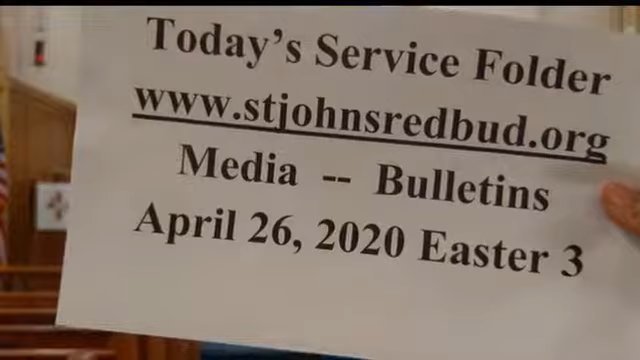 Today's Service Folder
www.stjohnsredbud.org
Media -- Bulletins
April 26, 2020 Easter 3